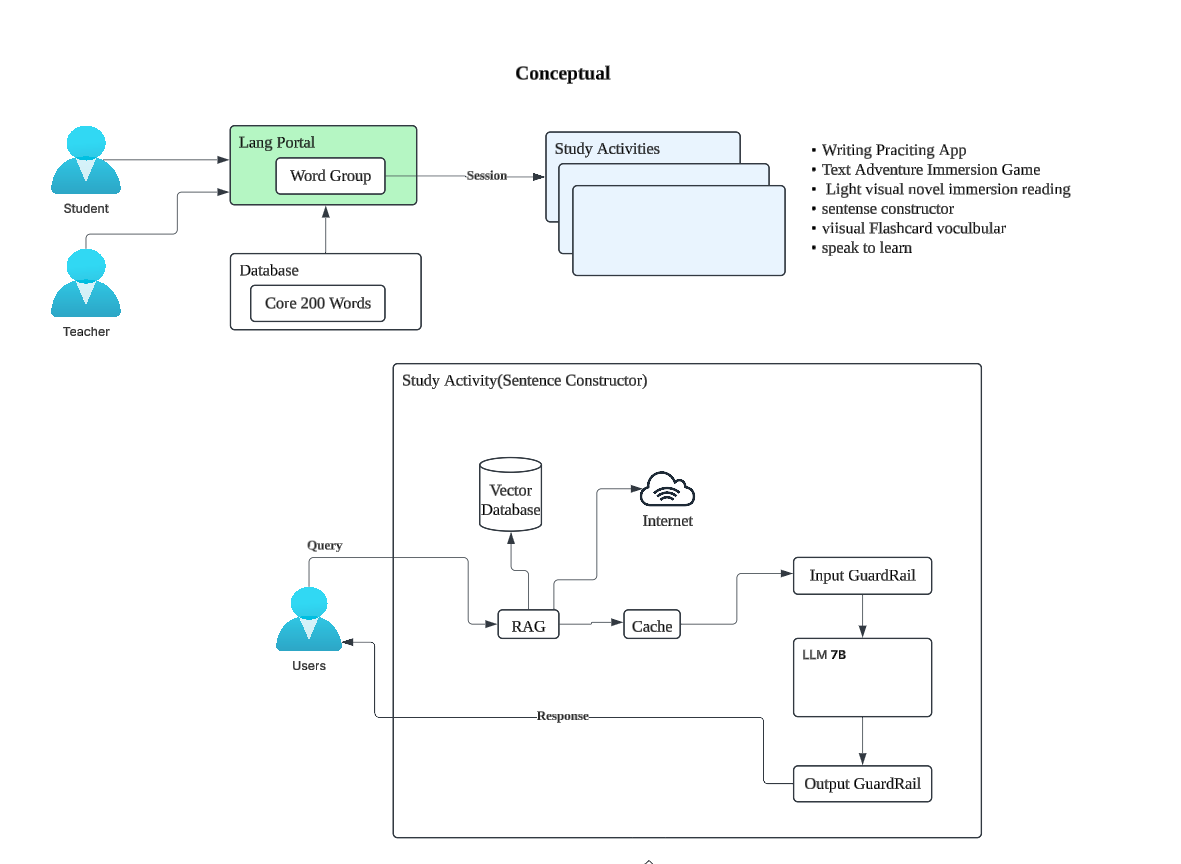 Conceptual
Lang Portal
Word Group
Session
Study Activities
• Writing Praciting App
• Text Adventure Immersion Game
• Light visual novel immersion reading
• sentense constructor
• viisual Flashcard voculbular
• speak to learn
Student
Database
Core 200 Words
Teacher
Study Activity(Sentence Constructor)
Vector
Database
Internet
Query
Input GuardRail
RAG
Cache
LLM 7B
Users
Response
Output GuardRail